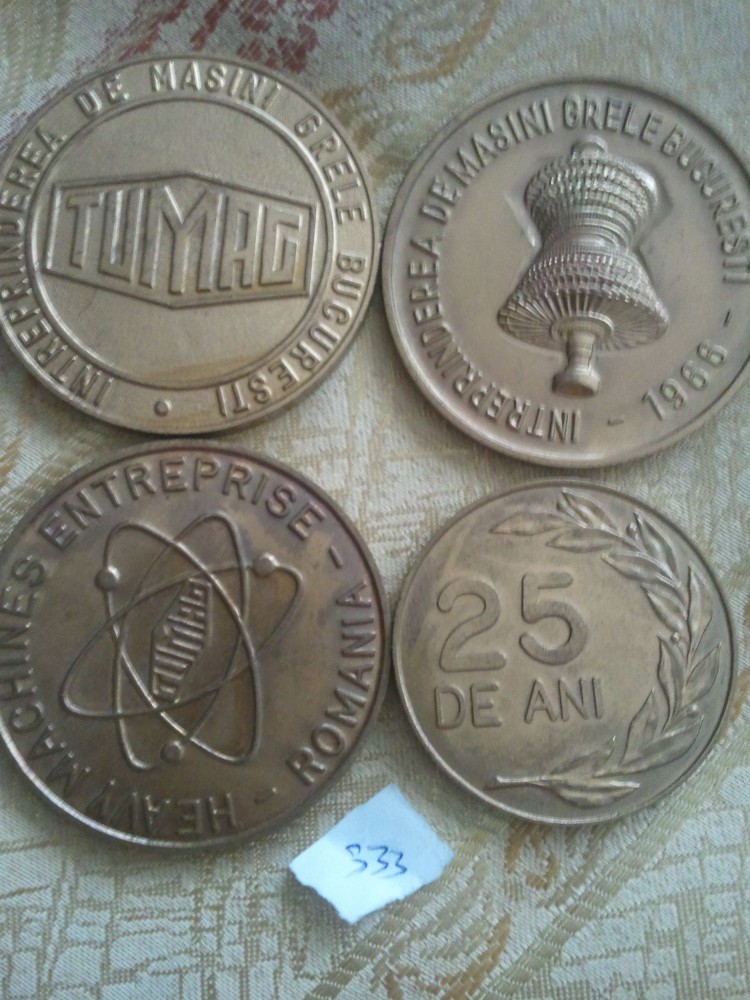 INTREPRINDEREA DE MASINI GRELE BUCURESTI •
TUMAG
INTREPRINDEREA DE MASINI GRELE BUCURESTI
- 1966 -
HEAVY MACHINES ENTREPRISE - ROMANIA -
TUMAG
25
DE ANI
533